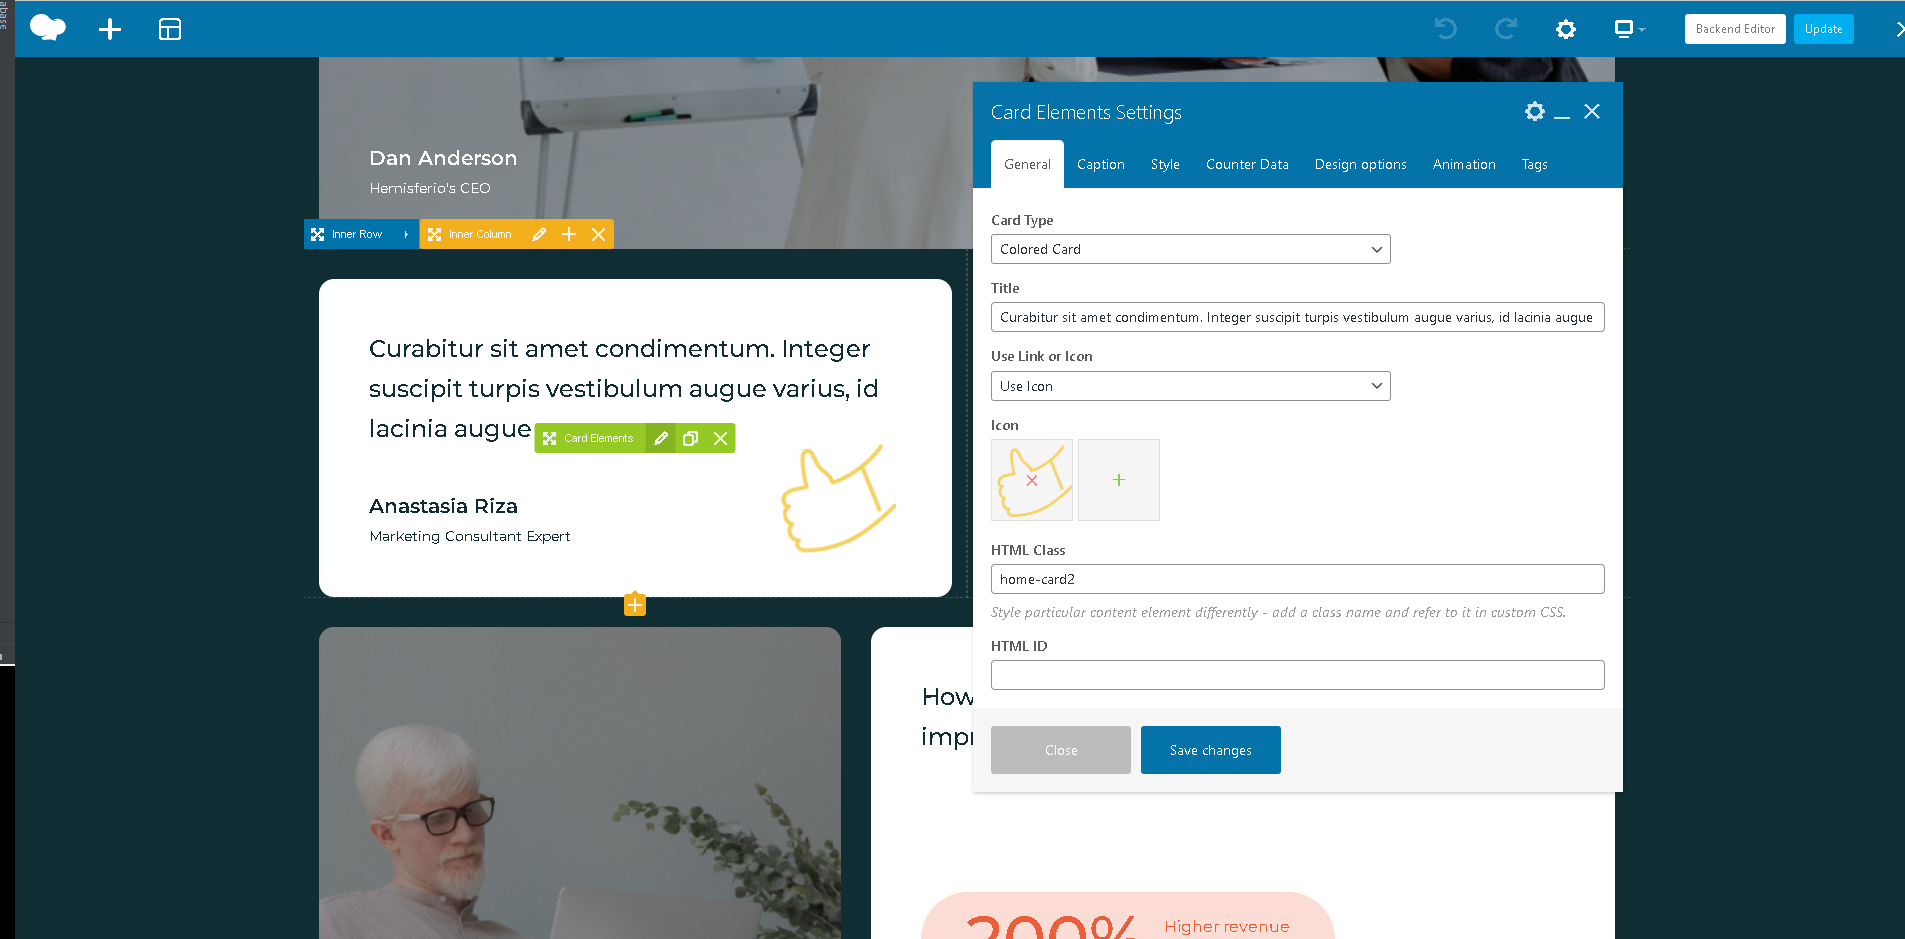 abase
Backend Editor
Update
Dan Anderson
Hemisferio's CEO
Inner Row
Inner Column
Curabitur sit amet condimentum. Integer
suscipit turpis vestibulum augue varius, id
lacinia augue
Card Elements
Anastasia Riza
Marketing Consultant Expert
Card Elements Settings
General
Caption
Style
Counter Data
Design options
Animation
Tags
Card Type
Colored Card
Title
Curabitur sit amet condimentum. Integer suscipit turpis vestibulum augue varius, id lacinia augue
Use Link or Icon
Use Icon
Icon
HTML Class
home-card2
Style particular content element differently - add a class name and refer to it in custom CSS.
HTML ID
Close
Save changes
How
impr
200%
Higher revenue